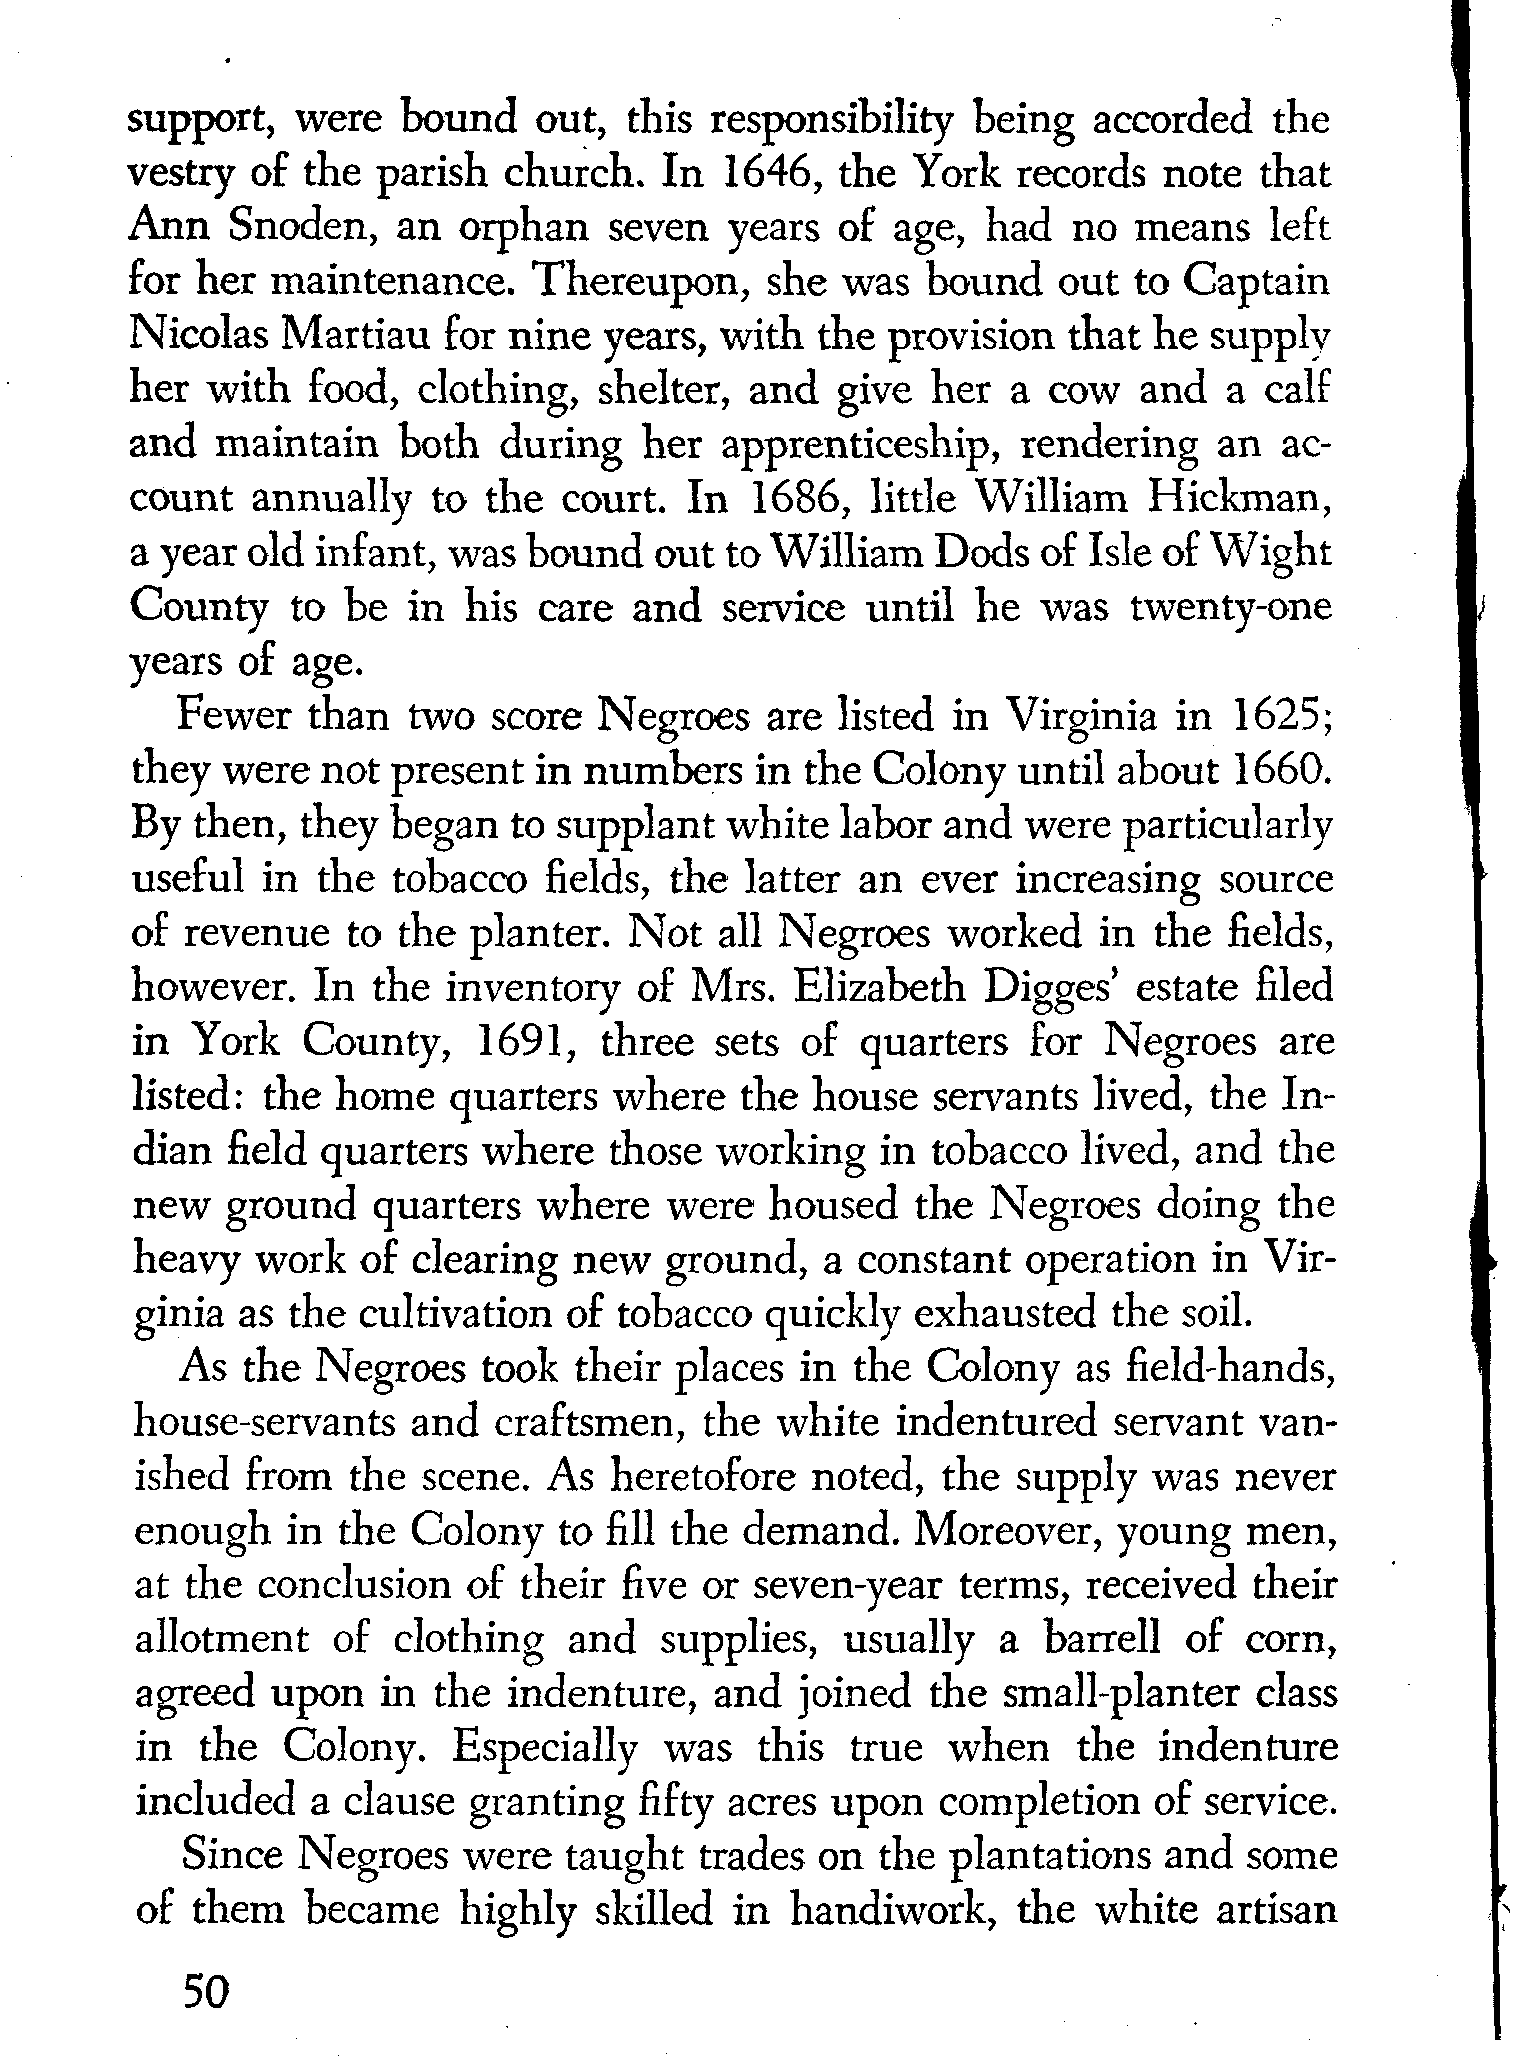 support, were bound out, this responsibility being accorded the
vestry of the parish church. In 1646, the York records note that
Ann Snoden, an orphan seven years of age, had no means left
for her maintenance. Thereupon, she was bound out to Captain
Nicolas Martiau for nine years, with the provision that he supply
her with food, clothing, shelter, and give her a cow and a calf
and maintain both during her apprenticeship, rendering an ac-
count annually to the court. In 1686, little William Hickman,
a year old infant, was bound out to William Dods of Isle of Wight
County to be in his care and service until he was twenty-one
years of age.
Fewer than two score Negroes are listed in Virginia in 1625;
they were not present in numbers in the Colony until about 1660.
By then, they began to supplant white labor and were particularly
useful in the tobacco fields, the latter an ever increasing source
of revenue to the planter. Not all Negroes worked in the fields,
however. In the inventory of Mrs. Elizabeth Digges' estate filed
in York County, 1691, three sets of quarters for Negroes are
listed: the home quarters where the house servants lived, the In-
dian field quarters where those working in tobacco lived, and the
new ground quarters where were housed the Negroes doing the
heavy work of clearing new ground, a constant operation in Vir-
ginia as the cultivation of tobacco quickly exhausted the soil.
As the Negroes took their places in the Colony as field-hands,
house-servants and craftsmen, the white indentured servant van-
ished from the scene. As heretofore noted, the supply was never
enough in the Colony to fill the demand. Moreover, young men,
at the conclusion of their five or seven-year terms, received their
allotment of clothing and supplies, usually a barrell of corn,
agreed upon in the indenture, and joined the small-planter class
in the Colony. Especially was this true when the indenture
included a clause granting fifty acres upon completion of service.
Since Negroes were taught trades on the plantations and some
of them became highly skilled in handiwork, the white artisan
50